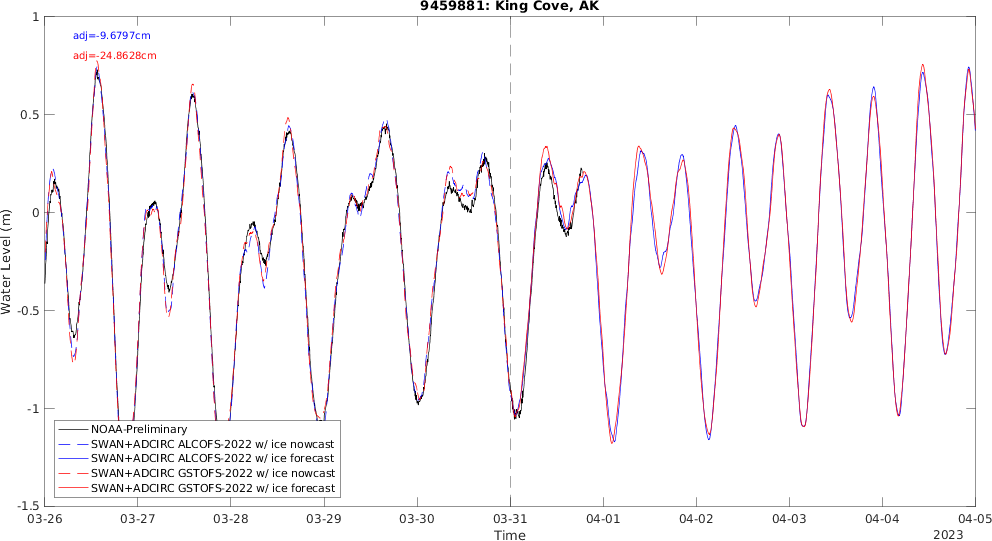 9459881: King Cove, AK
adj=-9.6797cm
adj=-24.8628cm
Water Level (m)
1
0.5
0
-0.5
-1
-1.5
NOAA-Preliminary
SWAN+ADCIRC ALCOFS-2022 w/ ice nowcast
SWAN+ADCIRC ALCOFS-2022 w/ ice forecast
SWAN+ADCIRC GSTOFS-2022 w/ ice nowcast
SWAN+ADCIRC GSTOFS-2022 w/ ice forecast
03-26 03-27 03-28 03-29 03-30 03-31 04-01 04-02 04-03 04-04 04-05
Time
2023